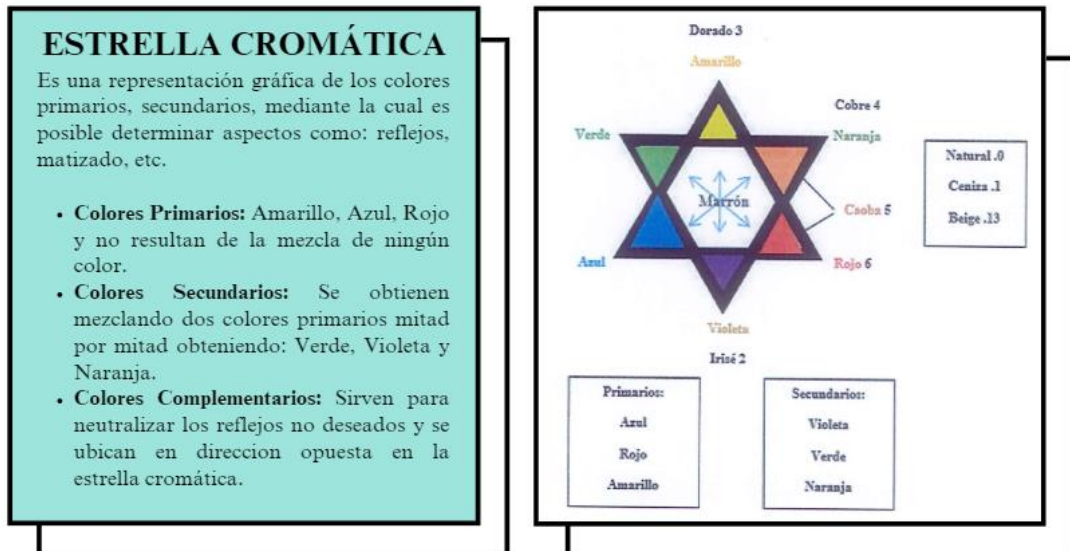 ESTRELLA CROMÁTICA
Es una representación gráfica de los colores
primarios, secundarios, mediante la cual es
posible determinar aspectos como: reflejos,
matizado, etc.
• Colores Primarios: Amarillo, Azul, Rojo
y no resultan de la mezcla de ningún
color.
• Colores Secundarios: Se obtienen
mezclando dos colores primarios mitad
por mitad obteniendo: Verde, Violeta y
Naranja.
• Colores Complementarios: Sirven para
neutralizar los reflejos no deseados y se
ubican en direccion opuesta en la
estrella cromática.
Dorado 3
Amarillo
Cobre 4
Verde
Naranja
Marrón
Caoba 5
Azul
Rojo 6
Violeta
Irisé 2
Natural .0
Ceniza .1
Beige .13
Primarios:
Azul
Rojo
Amarillo
Secundarios:
Violeta
Verde
Naranja